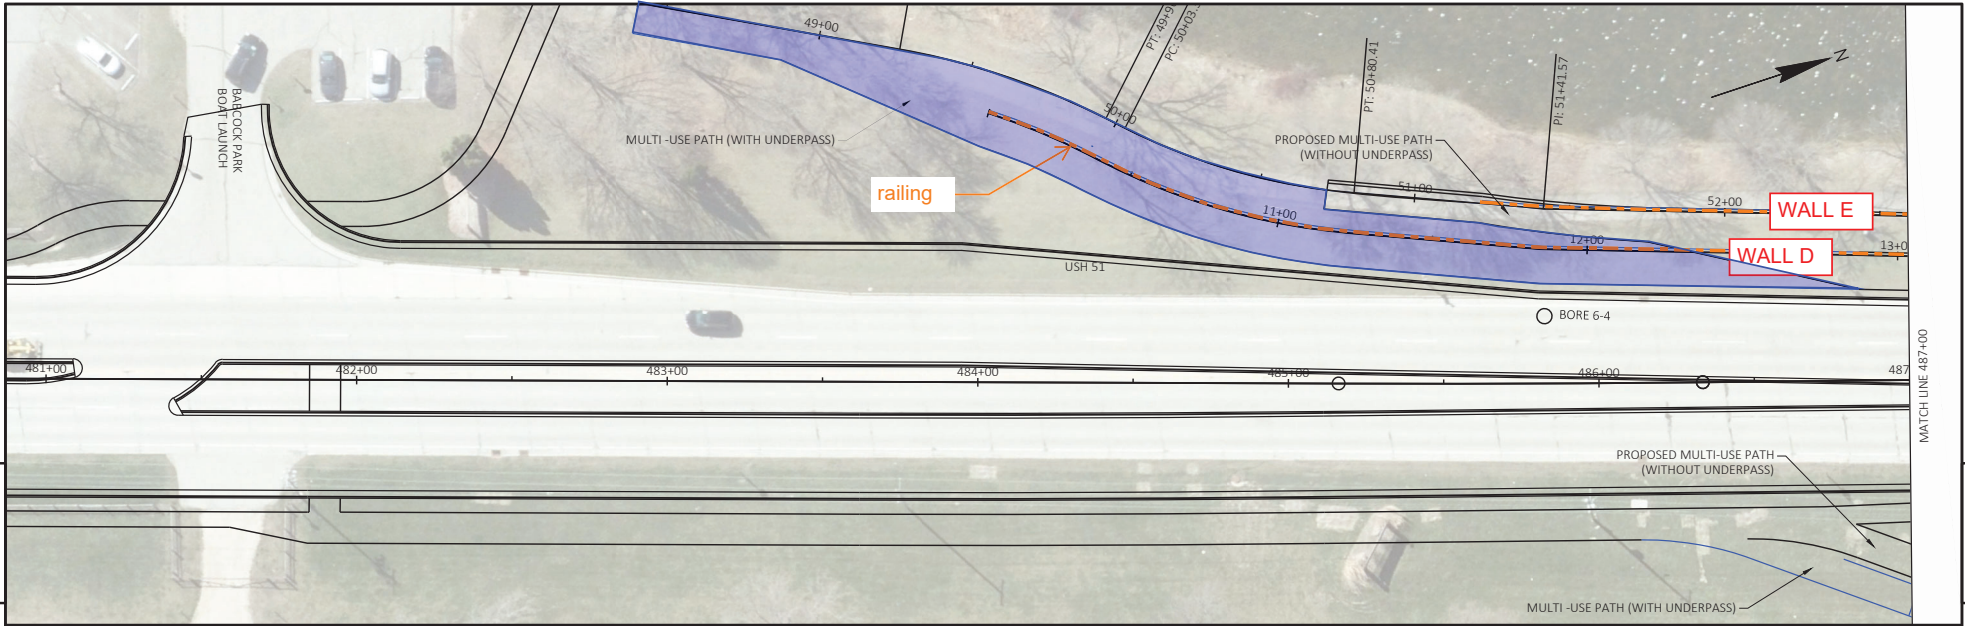 49+00
PT: 49+9
PC: 50+03.
50+00
PT: 50+80.41
PI: 51+41.57
N
BABCOCK PARK
BOAT LAUNCH
MULTI -USE PATH (WITH UNDERPASS)
PROPOSED MULTI-USE PATH
(WITHOUT UNDERPASS)
railing
51+00
52+00
WALL E
11+00
12+00
WALL D
13+0
USH 51
BORE 6-4
481+00
482+00
483+00
484+00
485+00
486+00
487
MATCH LINE 487+00
PROPOSED MULTI-USE PATH
(WITHOUT UNDERPASS)
MULTI -USE PATH (WITH UNDERPASS)